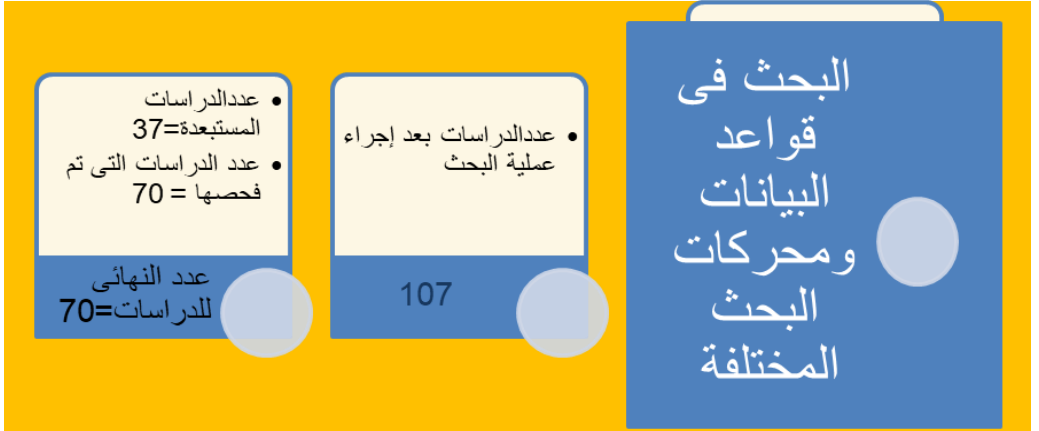 البحث فى
قواعد
البيانات
ومحركات
البحث
المختلفة
• عددالدراسات بعد إجراء
عملية البحث
107
• عددالدراسات
المستبعدة=37
• عدد الدراسات التى تم
فحصها = 70
عدد النهائى
للدراسات=70